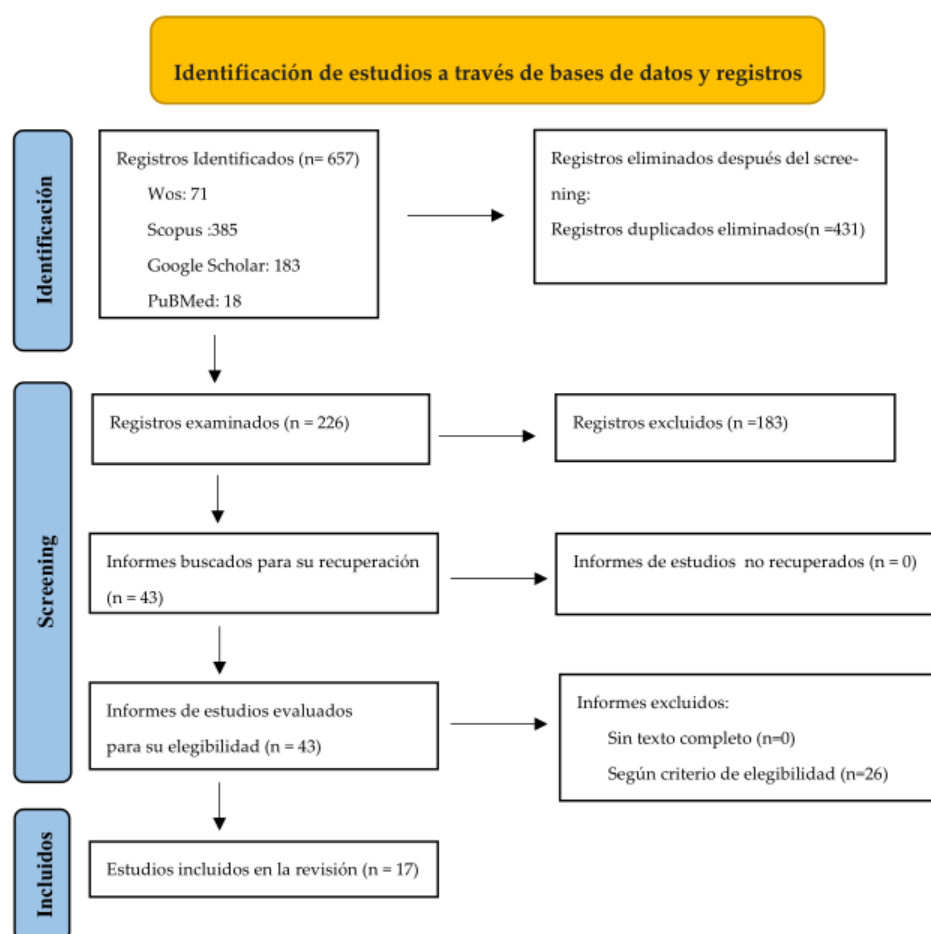 Identificación de estudios a través de bases de datos y registros
Identificación
Registros Identificados (n= 657)
Wos: 71
Scopus :385
Google Scholar: 183
PuBMed: 18
Registros eliminados después del scree-
ning:
Registros duplicados eliminados(n =431)
Screening
Registros examinados (n = 226)
Registros excluidos (n =183)
Informes buscados para su recuperación
(n = 43)
Informes de estudios no recuperados (n = 0)
Informes de estudios evaluados
para su elegibilidad (n = 43)
Informes excluidos:
Sin texto completo (n=0)
Según criterio de elegibilidad (n=26)
Incluidos
Estudios incluidos en la revisión (n = 17)